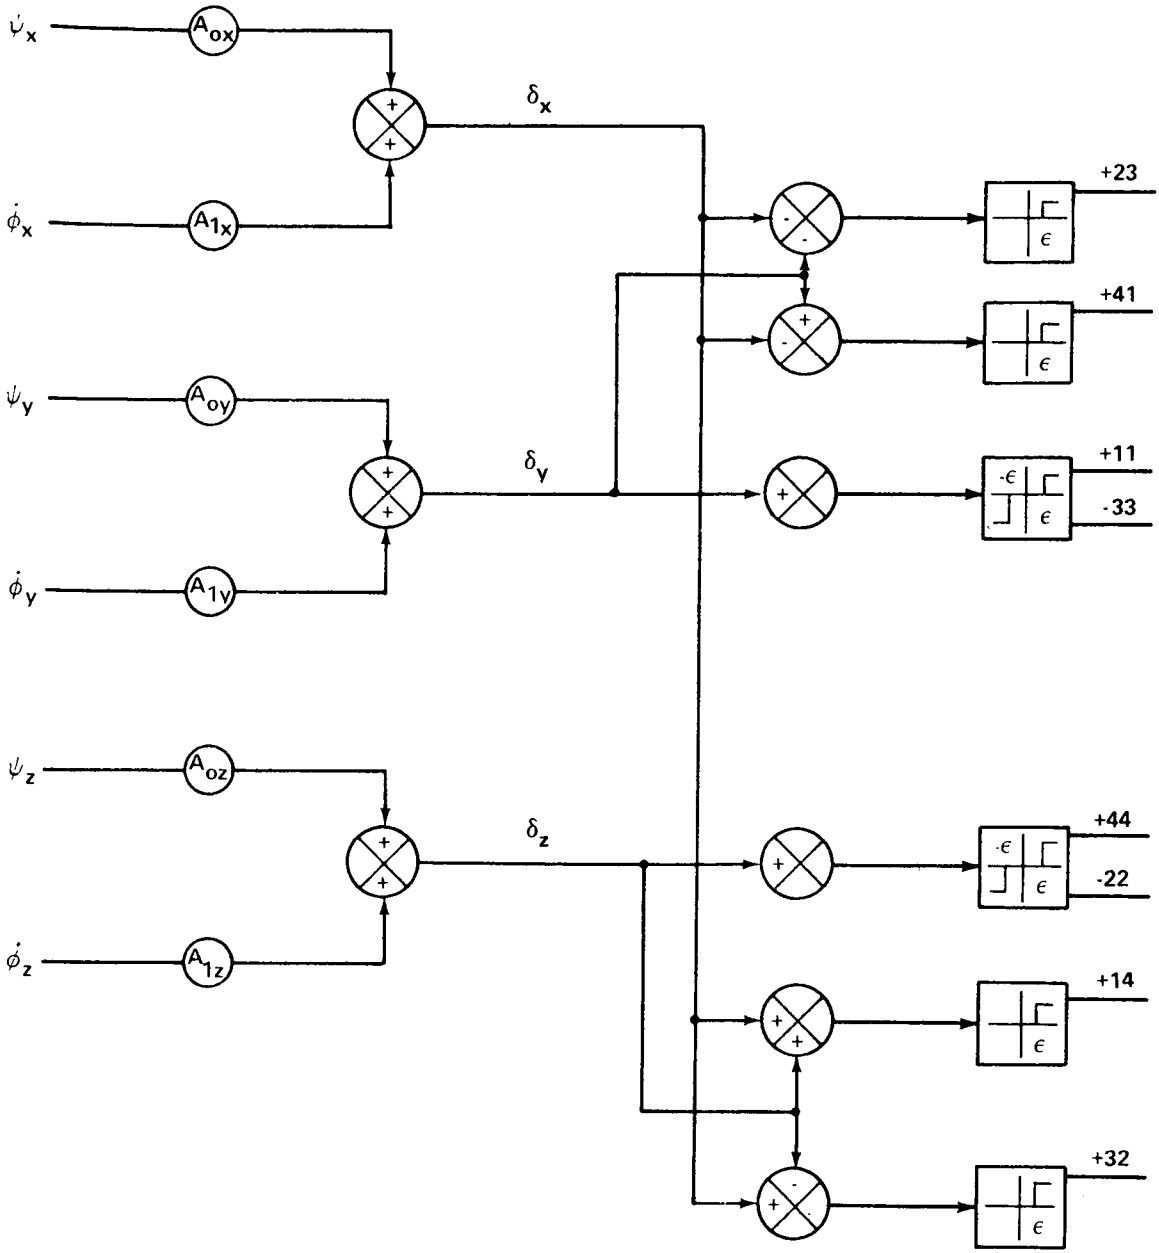 ψx
Aox
+
+
δx
φ̇x
A1x
+23
-
-
ϵ
+41
+
-
ϵ
ψy
Aoy
+
+
δy
+
+11
-ϵ
ϵ
-33
φ̇y
A1y
ψz
Aoz
+
+
δz
+
+44
-ϵ
ϵ
-22
φ̇z
A1z
+14
+
+
ϵ
+32
-
+
ϵ